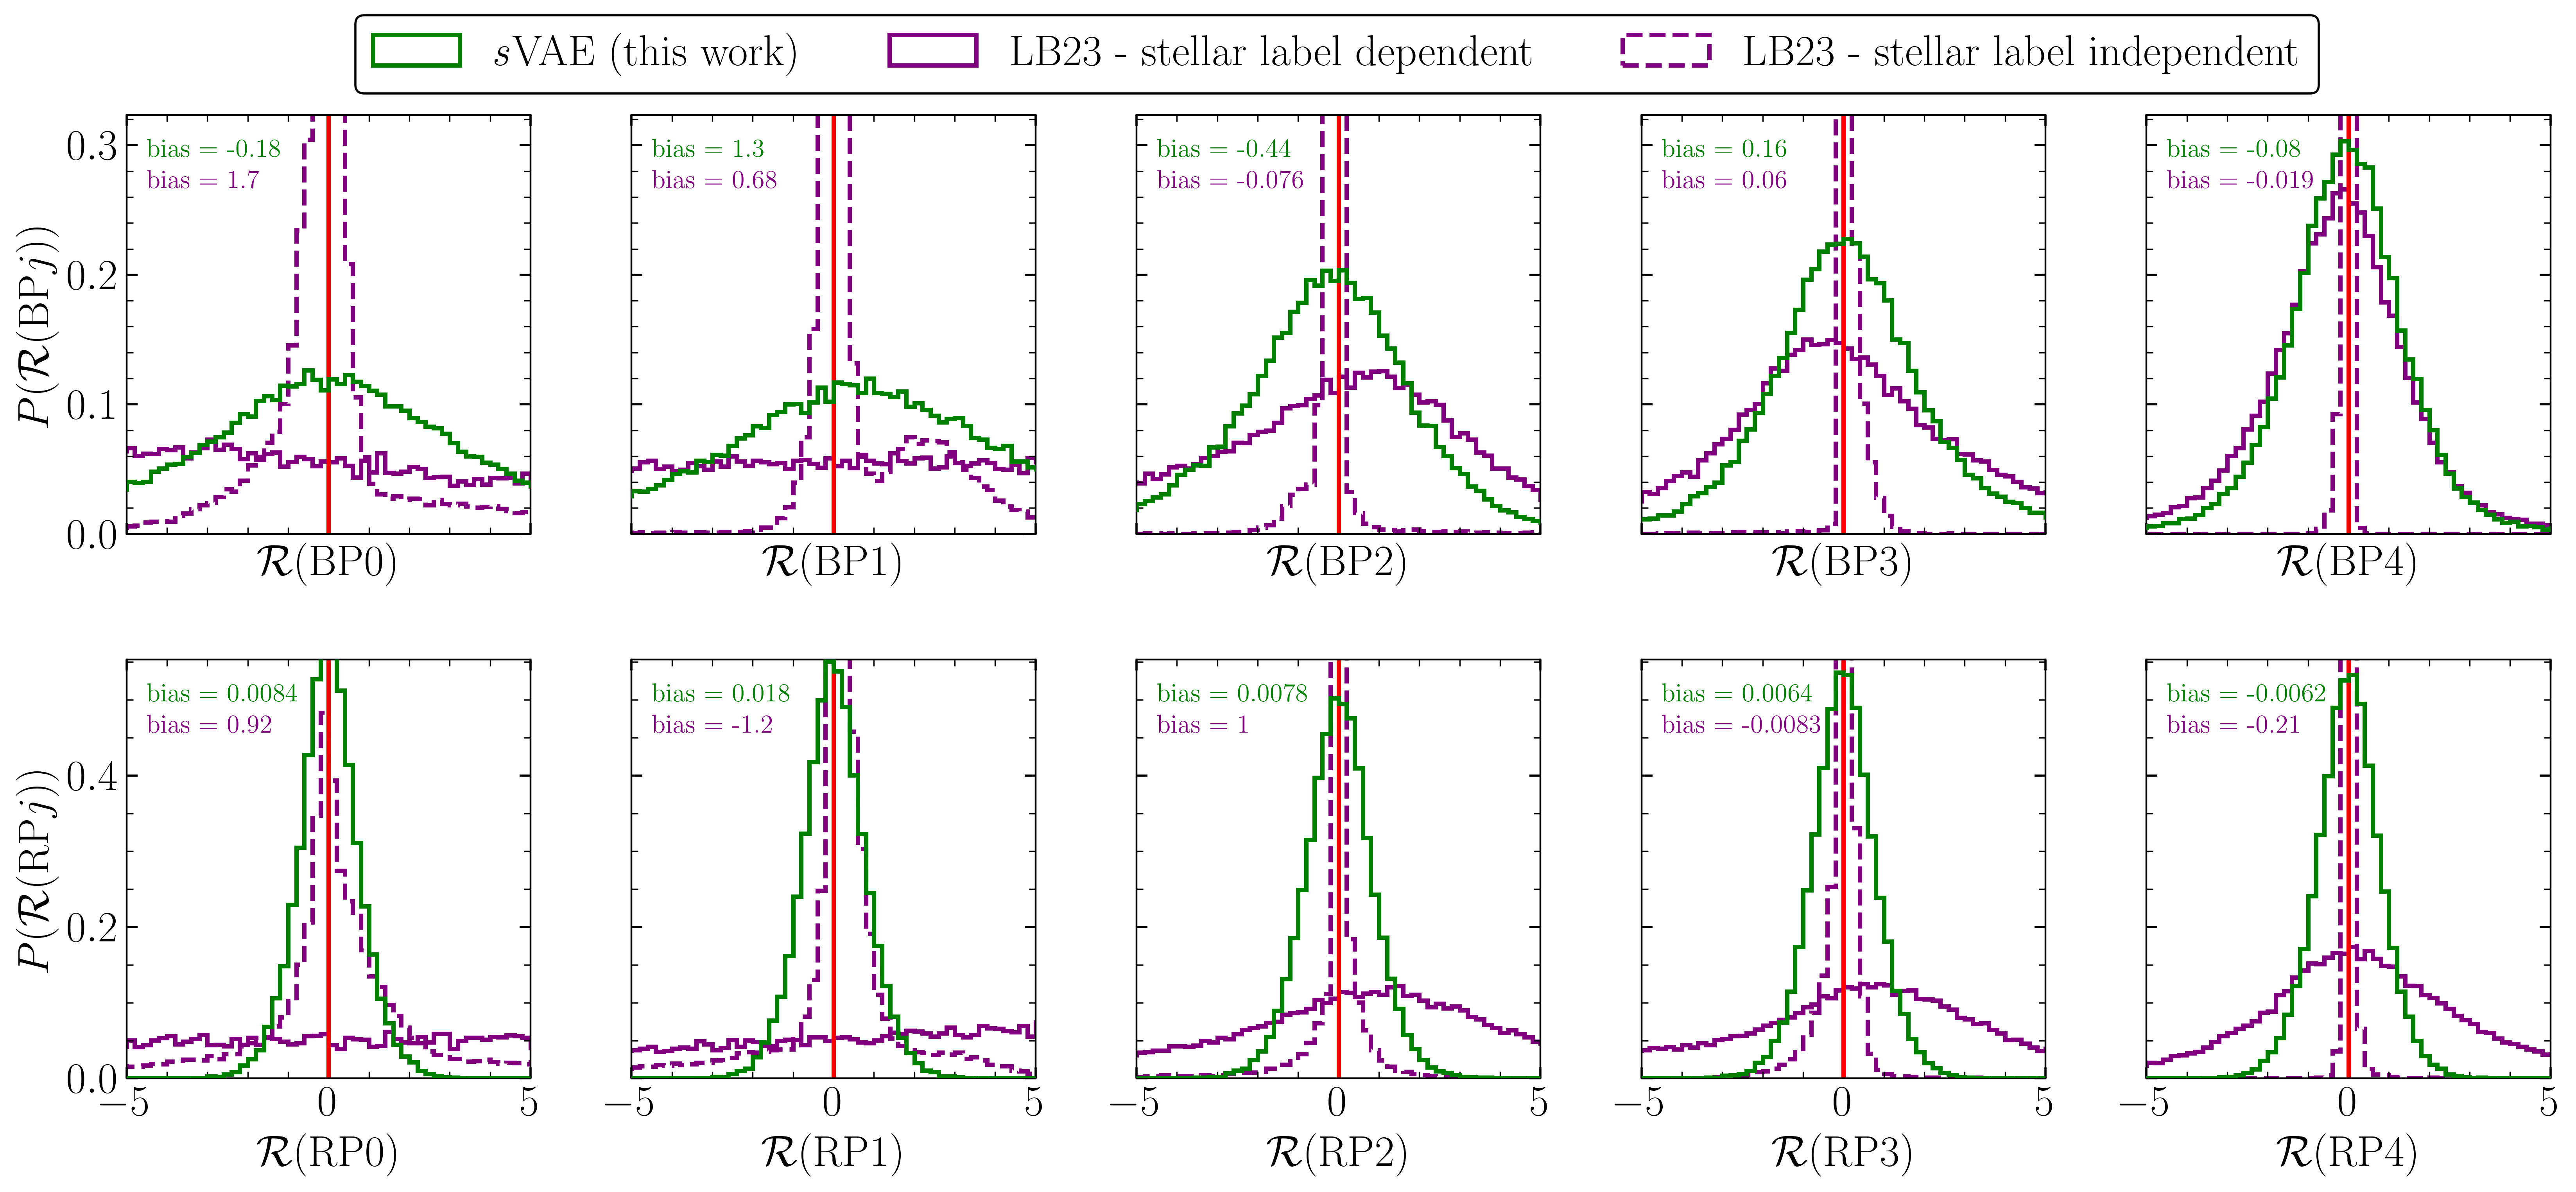 sVAE (this work) LB23 - stellar label dependent LB23 - stellar label independent
P(R(BPj))
0.3
0.2
0.1
0.0
bias = -0.18
bias = 1.7
R(BP0)
bias = 1.3
bias = 0.68
R(BP1)
bias = -0.44
bias = -0.076
R(BP2)
bias = 0.16
bias = 0.06
R(BP3)
bias = -0.08
bias = -0.019
R(BP4)
P(R(RPj))
0.4
0.2
0.0
bias = 0.0084
bias = 0.92
−5 0 5
R(RP0)
bias = 0.018
bias = -1.2
−5 0 5
R(RP1)
bias = 0.0078
bias = 1
−5 0 5
R(RP2)
bias = 0.0064
bias = -0.0083
−5 0 5
R(RP3)
bias = -0.0062
bias = -0.21
−5 0 5
R(RP4)